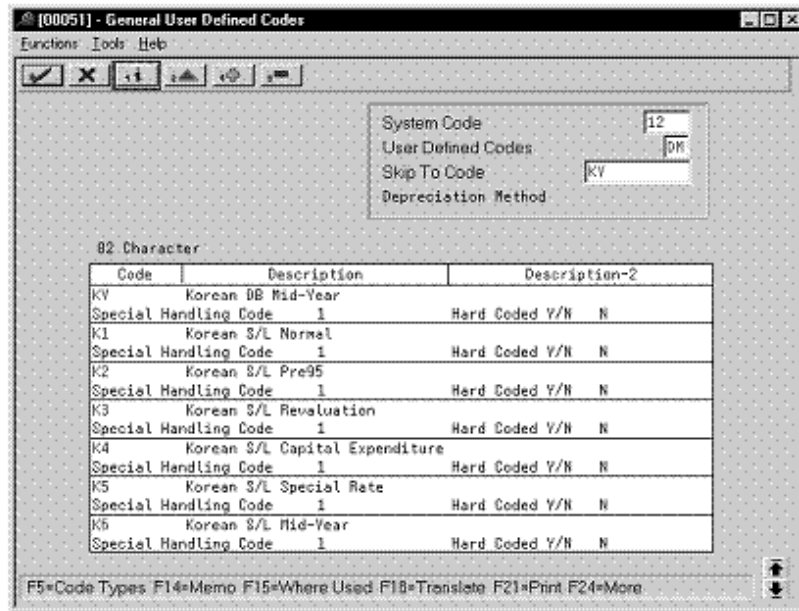 [00051] - General User Defined Codes
Functions Tools Help
System Code 12
User Defined Codes DM
Skip To Code KV
Depreciation Method
02 Character
Code Description Description-2
KV Korean DB Mid-Year
Special Handling Code 1 Hard Coded Y/N N
K1 Korean S/L Normal
Special Handling Code 1 Hard Coded Y/N N
K2 Korean S/L Pre95
Special Handling Code 1 Hard Coded Y/N N
K3 Korean S/L Revaluation
Special Handling Code 1 Hard Coded Y/N N
K4 Korean S/L Capital Expenditure
Special Handling Code 1 Hard Coded Y/N N
K5 Korean S/L Special Rate
Special Handling Code 1 Hard Coded Y/N N
K6 Korean S/L Mid-Year
Special Handling Code 1 Hard Coded Y/N N
F5=Code Types F14=Memo F15=Where Used F18=Translate F21=Print F24=More